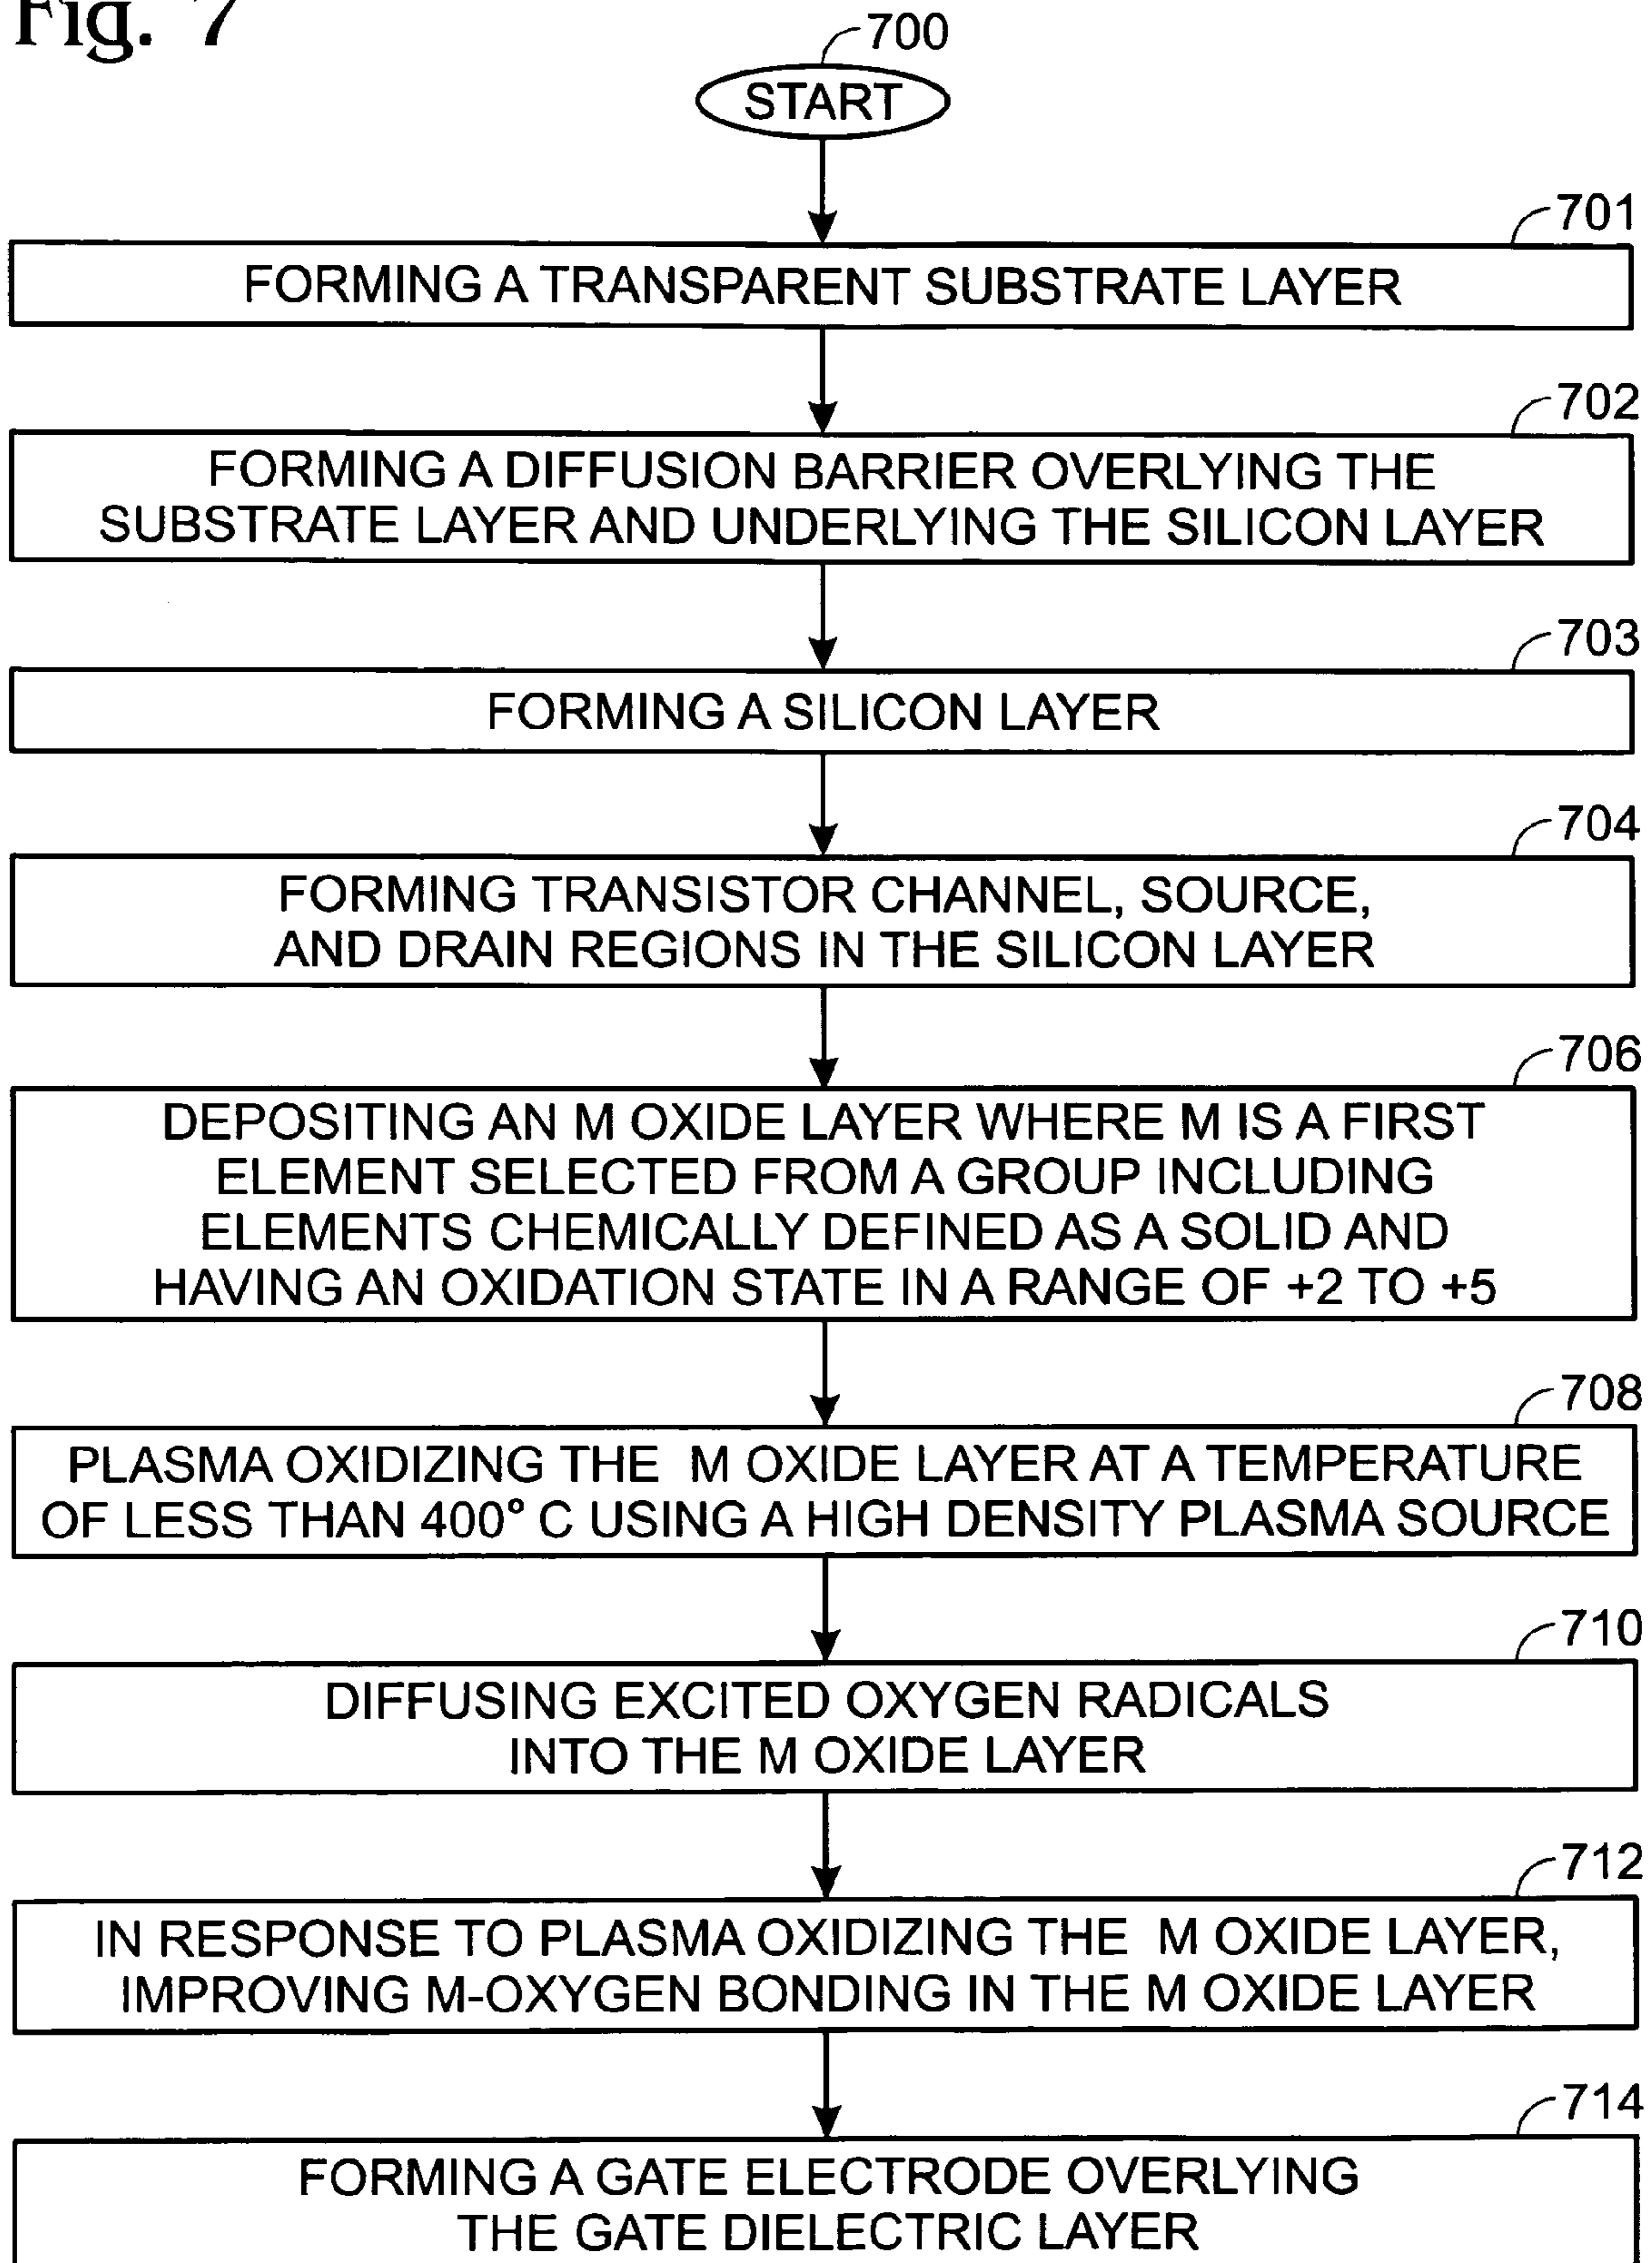 Fig. 7
700
START
701
FORMING A TRANSPARENT SUBSTRATE LAYER
702
FORMING A DIFFUSION BARRIER OVERLYING THE
SUBSTRATE LAYER AND UNDERLYING THE SILICON LAYER
703
FORMING A SILICON LAYER
704
FORMING TRANSISTOR CHANNEL, SOURCE,
AND DRAIN REGIONS IN THE SILICON LAYER
706
DEPOSITING AN M OXIDE LAYER WHERE M IS A FIRST
ELEMENT SELECTED FROM A GROUP INCLUDING
ELEMENTS CHEMICALLY DEFINED AS A SOLID AND
HAVING AN OXIDATION STATE IN A RANGE OF +2 TO +5
708
PLASMA OXIDIZING THE M OXIDE LAYER AT A TEMPERATURE
OF LESS THAN 400° C USING A HIGH DENSITY PLASMA SOURCE
710
DIFFUSING EXCITED OXYGEN RADICALS
INTO THE M OXIDE LAYER
712
IN RESPONSE TO PLASMA OXIDIZING THE M OXIDE LAYER,
IMPROVING M-OXYGEN BONDING IN THE M OXIDE LAYER
714
FORMING A GATE ELECTRODE OVERLYING
THE GATE DIELECTRIC LAYER